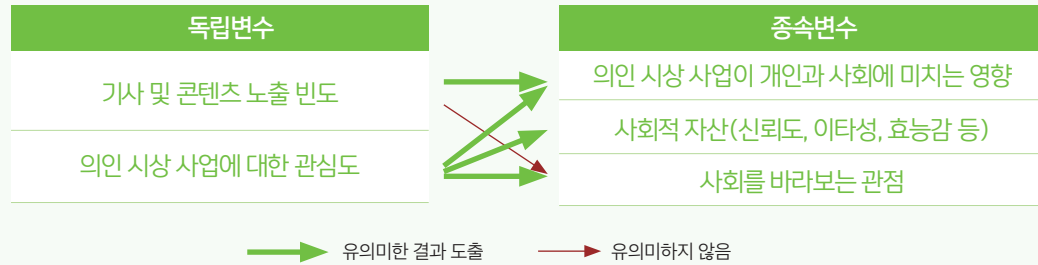 독립변수
기사 및 콘텐츠 노출 빈도
의인 시상 사업에 대한 관심도
종속변수
의인 시상 사업이 개인과 사회에 미치는 영향
사회적 자산(신뢰도, 이타성, 효능감 등)
사회를 바라보는 관점
유의미한 결과 도출
유의미하지 않음